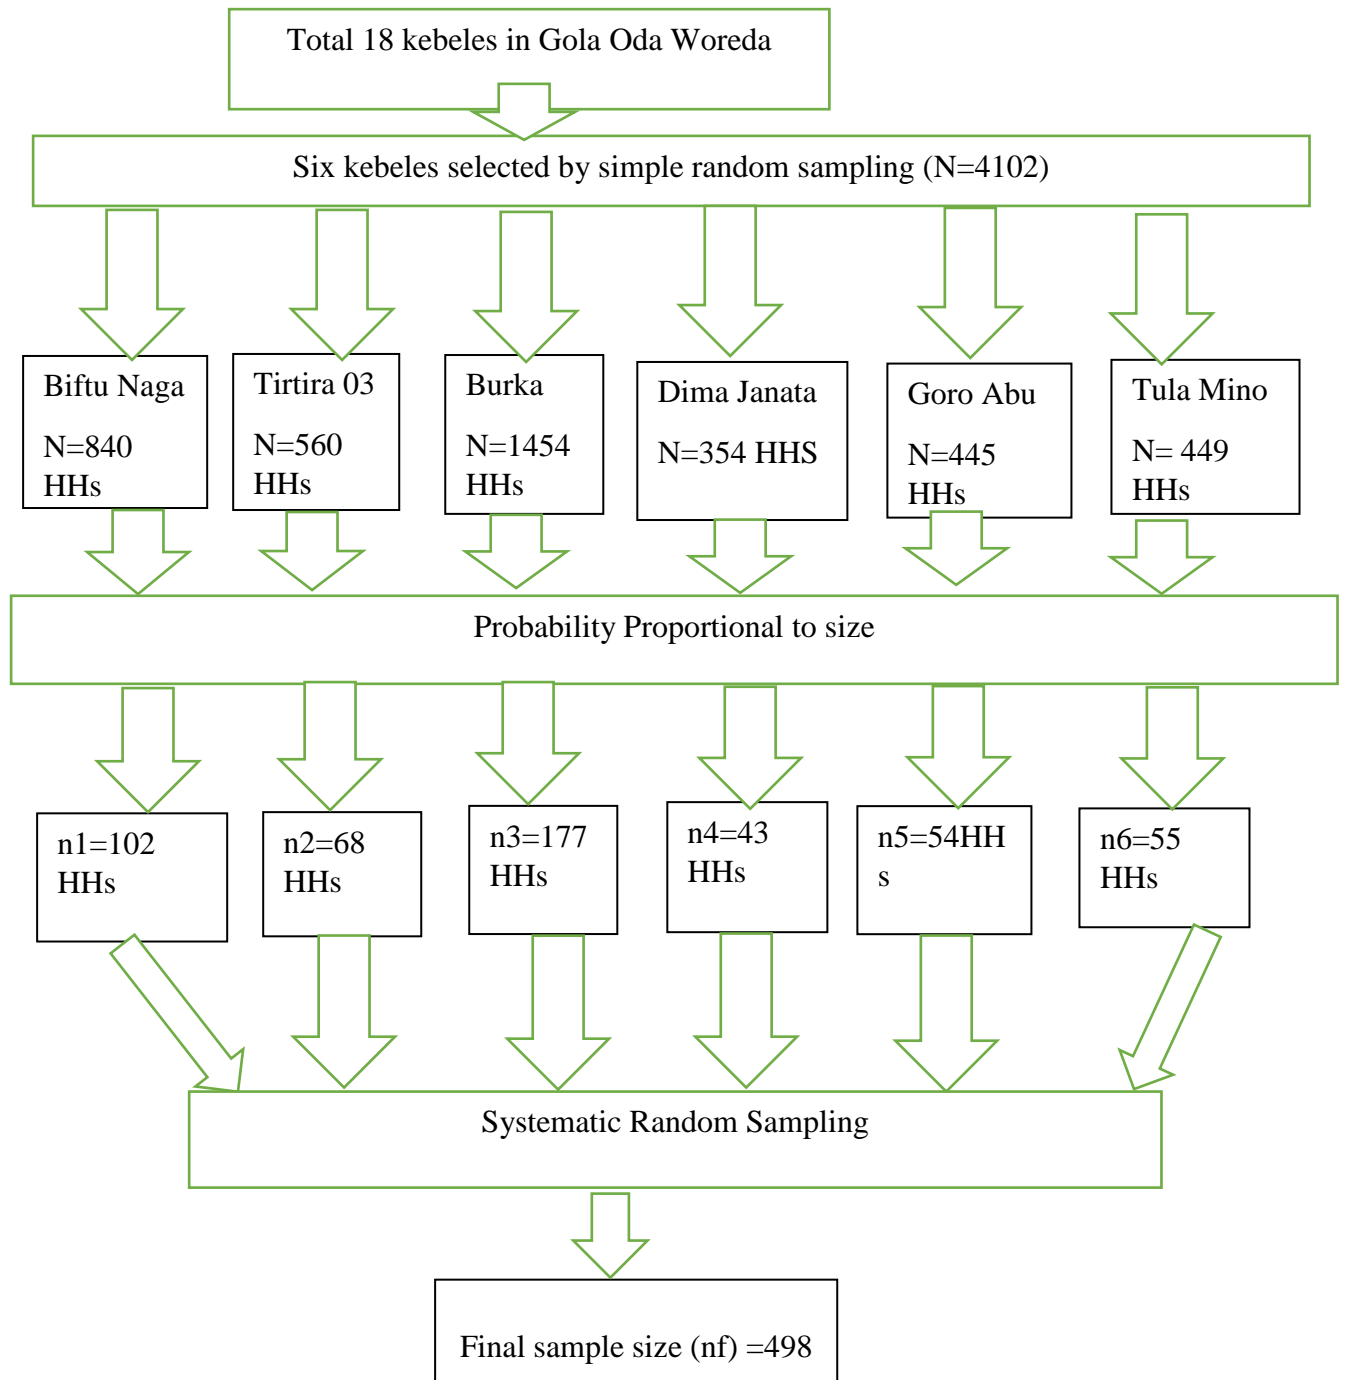 Total 18 kebeles in Gola Oda Woreda
Six kebeles selected by simple random sampling (N=4102)
Biftu Naga
N=840
HHs
Tirtira 03
N=560
HHs
Burka
N=1454
HHs
Dima Janata
N=354 HHS
Goro Abu
N=445
HHs
Tula Mino
N= 449
HHs
Probability Proportional to size
n1=102
HHs
n2=68
HHs
n3=177
HHs
n4=43
HHs
n5=54HH
s
n6=55
HHs
Systematic Random Sampling
Final sample size (nf) =498